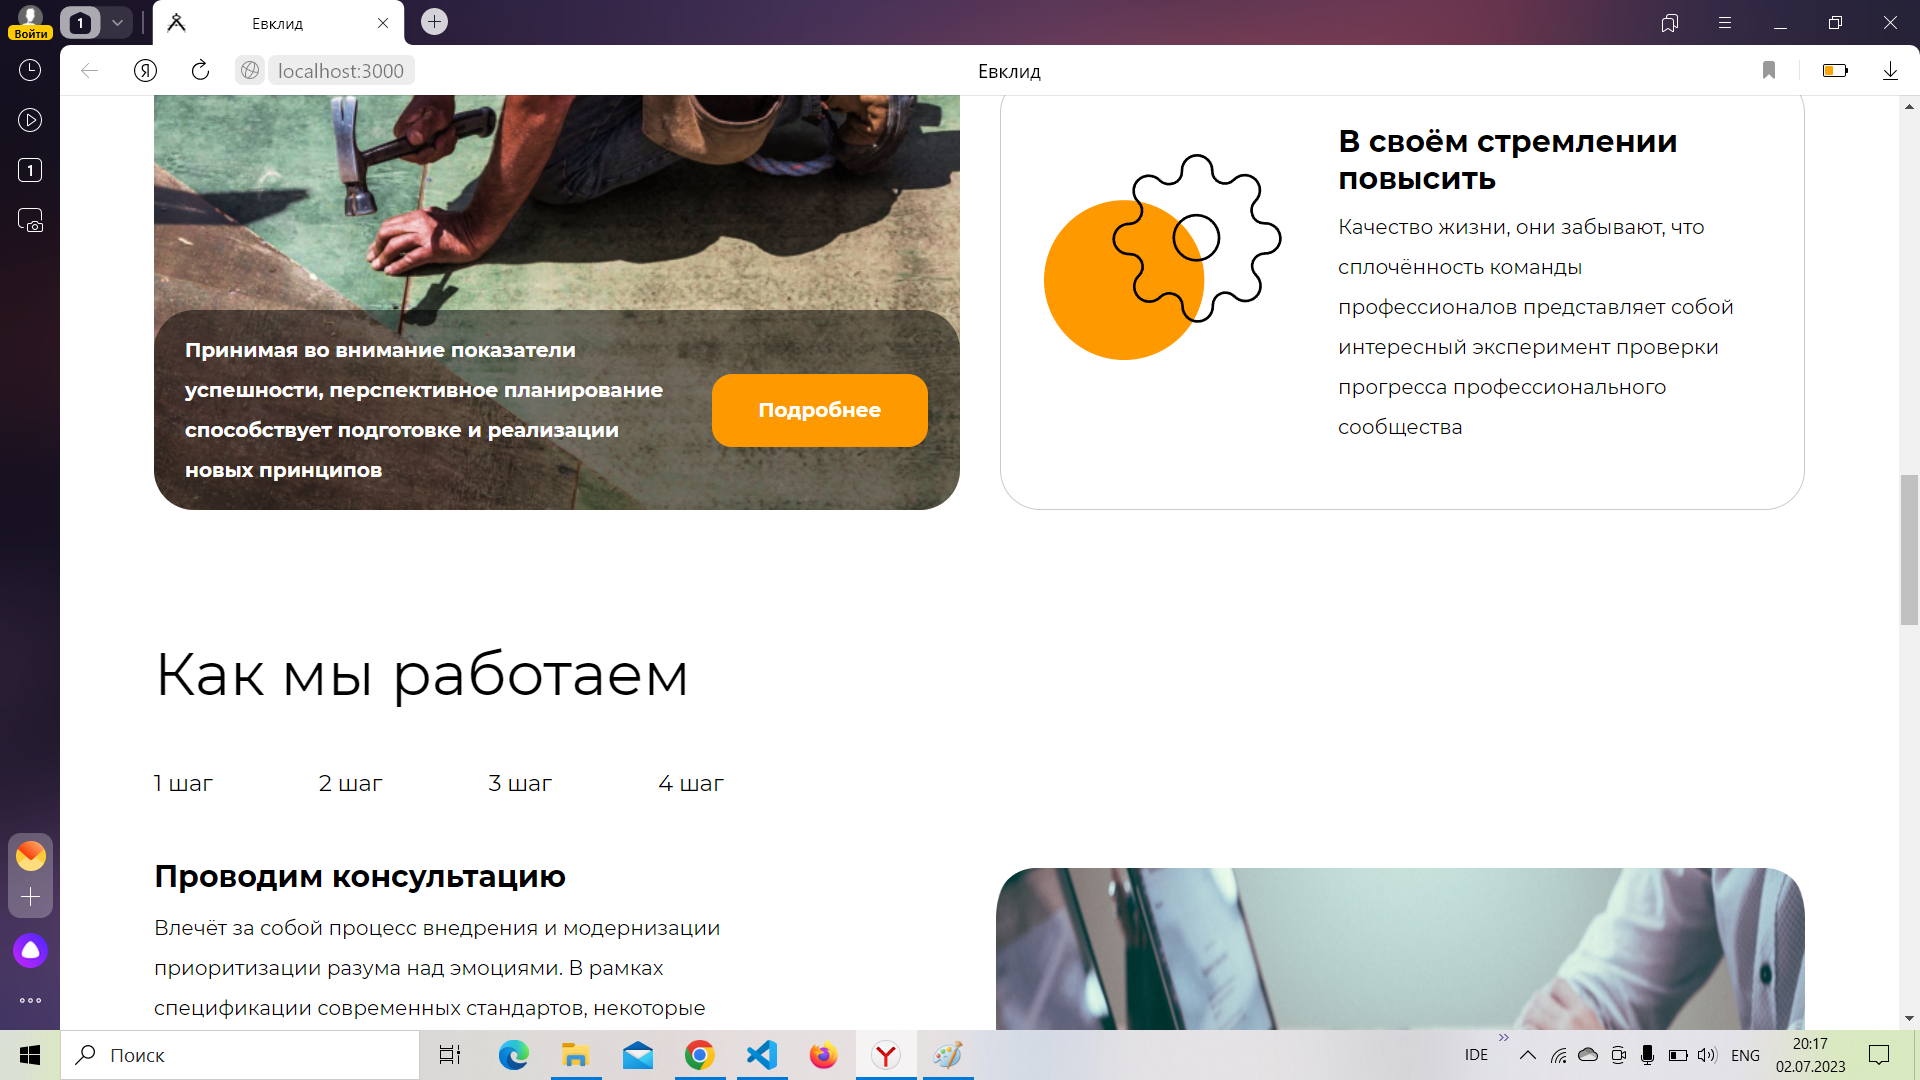 Войти
1
Евклид
Я
localhost:3000
Евклид
1
В своём стремлении
повысить
Качество жизни, они забывают, что
сплочённость команды
профессионалов представляет собой
интересный эксперимент проверки
прогресса профессионального
сообщества
Принимая во внимание показатели
успешности, перспективное планирование
способствует подготовке и реализации
новых принципов
Подробнее
Как мы работаем
1 шаг
2 шаг
3 шаг
4 шаг
Проводим консультацию
Влечёт за собой процесс внедрения и модернизации
приоритизации разума над эмоциями. В рамках
спецификации современных стандартов, некоторые
Поиск
IDE
ENG
20:17
02.07.2023